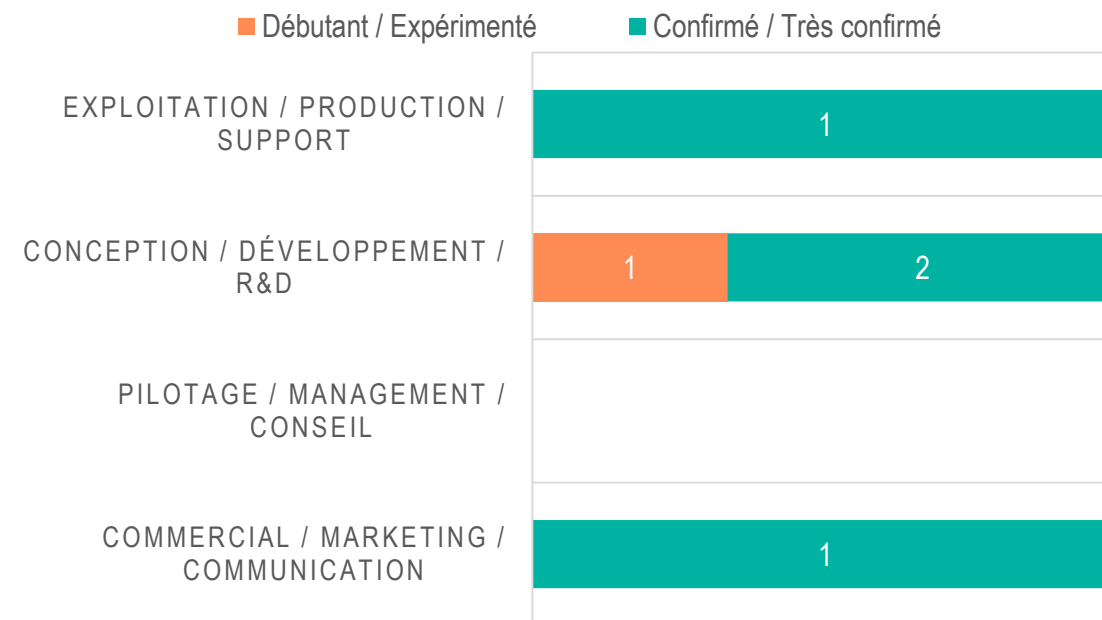 Débutant / Expérimenté
Confirmé / Très confirmé
EXPLOITATION / PRODUCTION /
SUPPORT
1
CONCEPTION / DÉVELOPPEMENT /
R&D
1
2
PILOTAGE / MANAGEMENT /
CONSEIL
COMMERCIAL / MARKETING /
COMMUNICATION
1